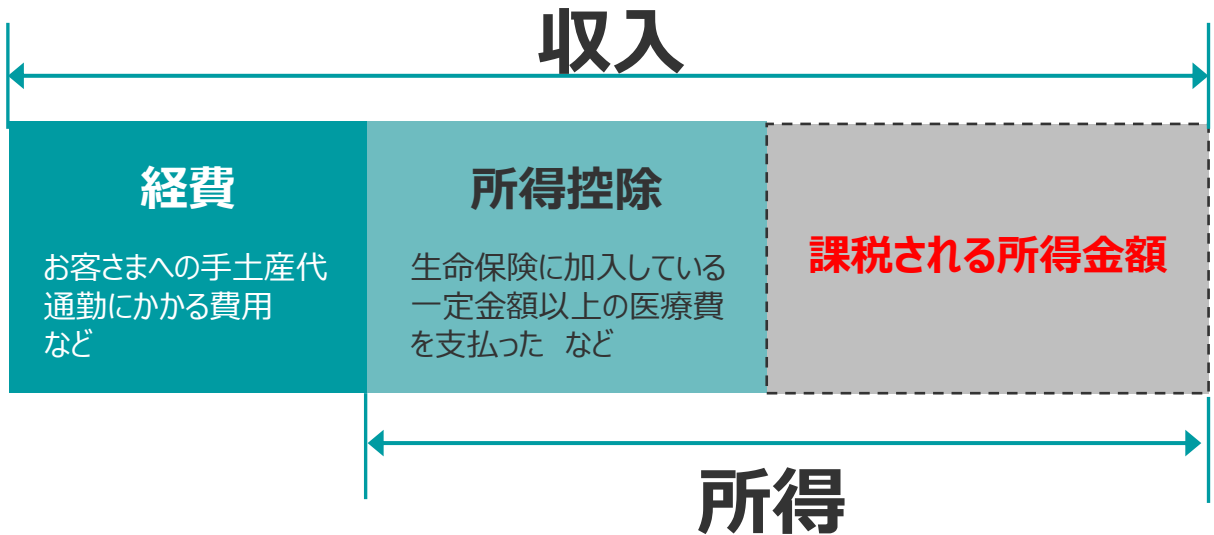 収入
経費
お客さまへの手土産代
通勤にかかる費用
など
所得控除
生命保険に加入している
一定金額以上の医療費
を支払った　など
課税される所得金額
所得